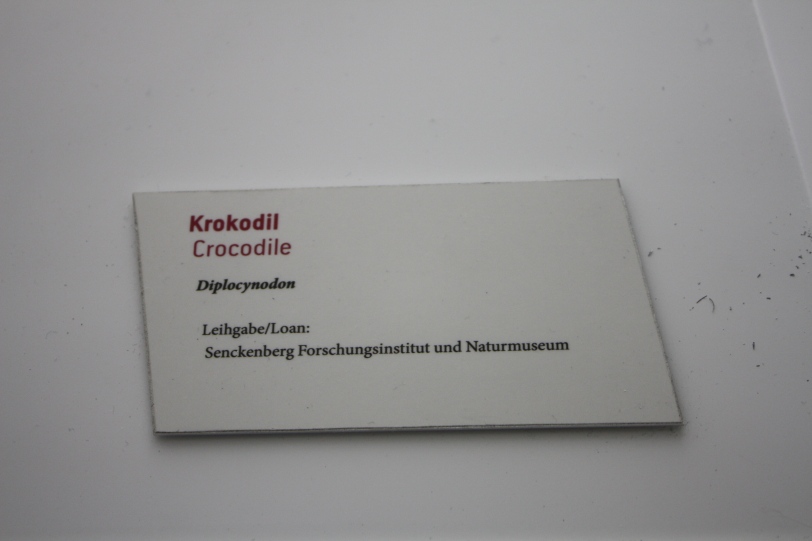 Krokodil
Crocodile
Diplocynodon
Leihgabe/Loan:
Senckenberg Forschungsinstitut und Naturmuseum